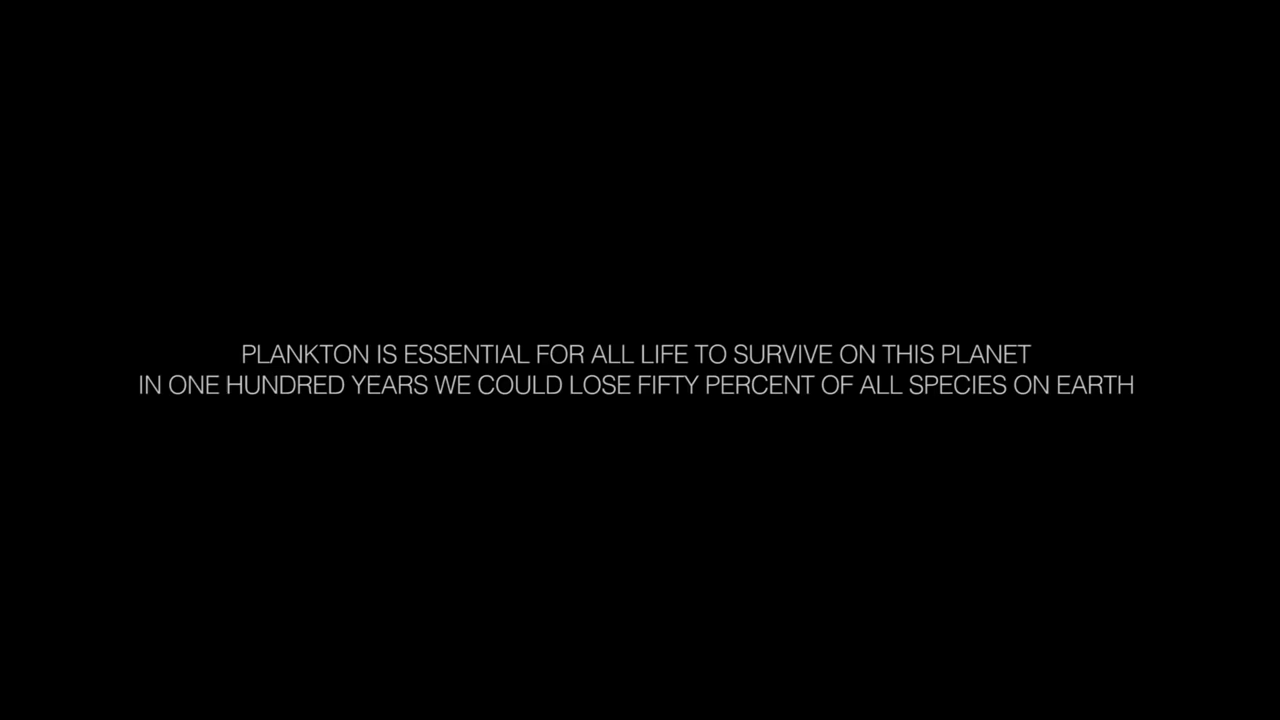 PLANKTON IS ESSENTIAL FOR ALL LIFE TO SURVIVE ON THIS PLANET
IN ONE HUNDRED YEARS WE COULD LOSE FIFTY PERCENT OF ALL SPECIES ON EARTH